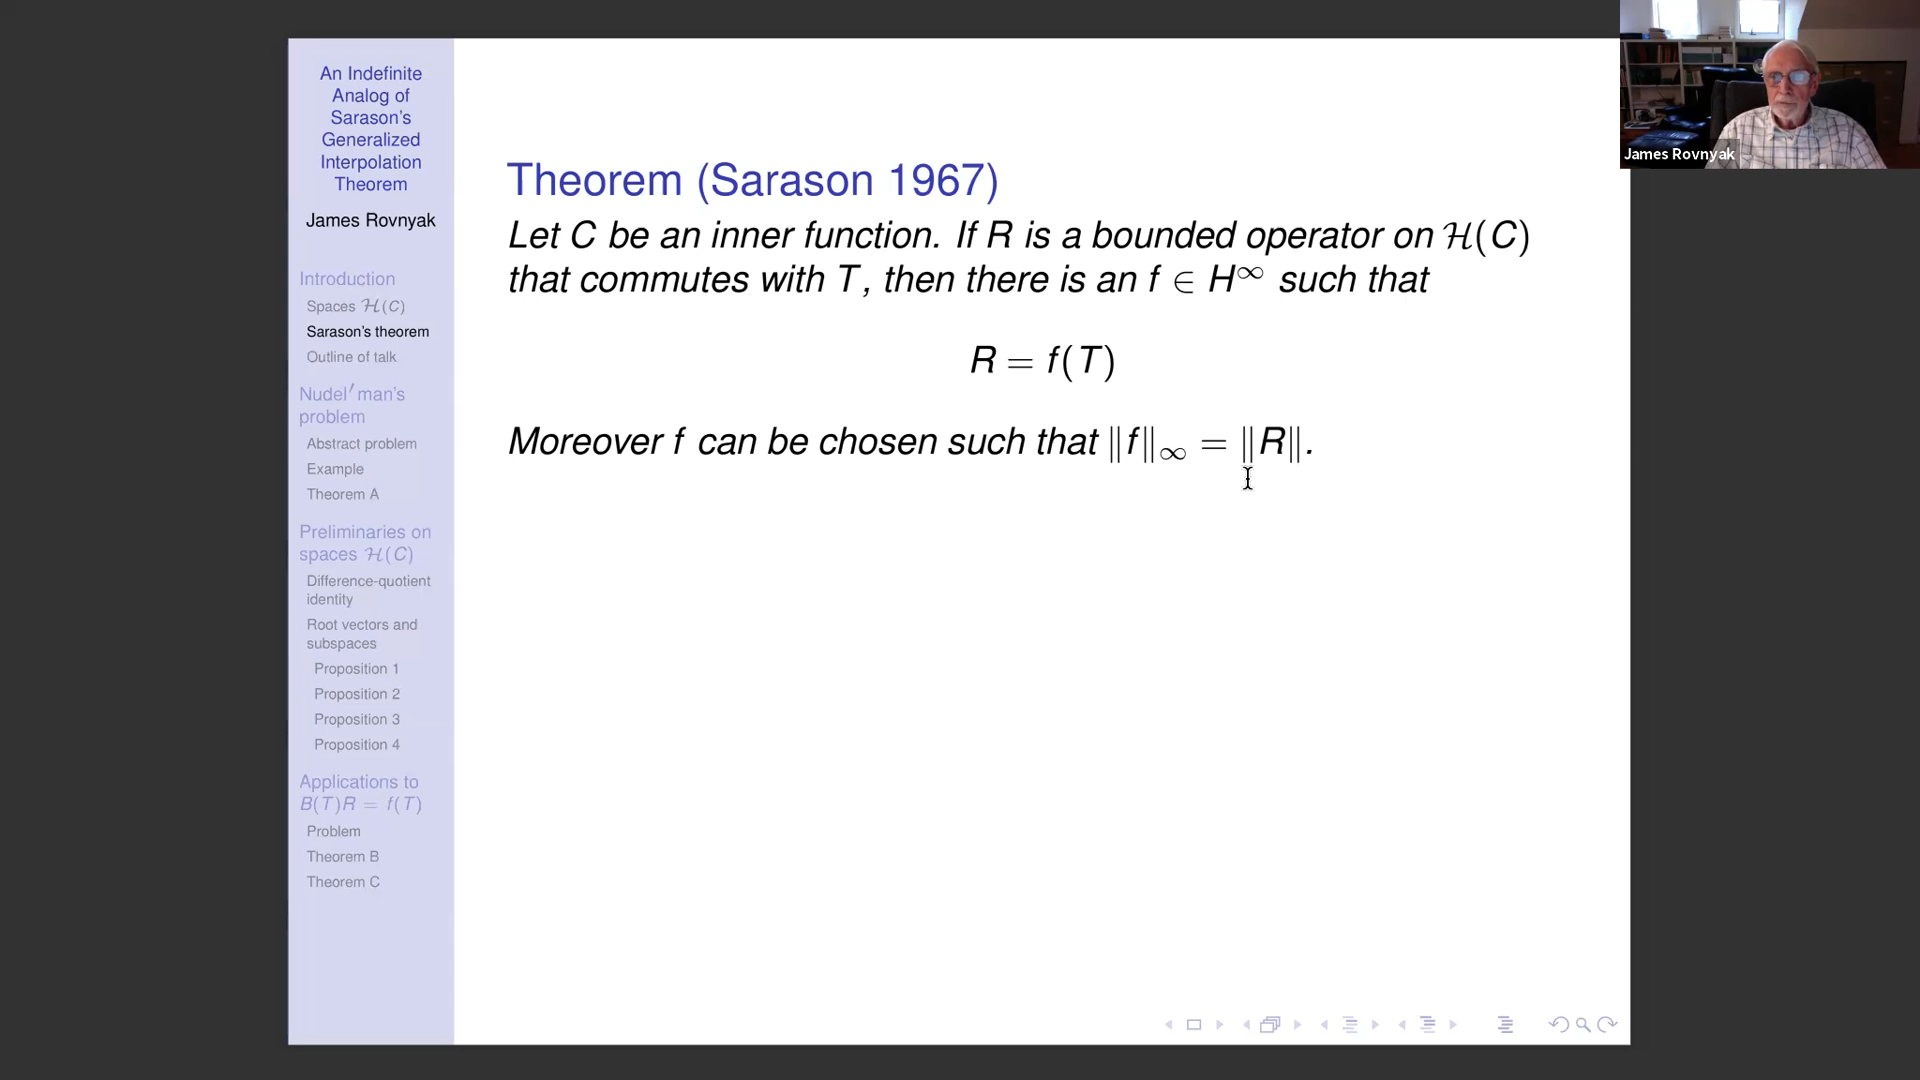 An Indefinite
Analog of
Sarason's
Generalized
Interpolation
Theorem
James Rovnyak
Introduction
Spaces ℋ(C)
Sarason's theorem
Outline of talk
Nudel′man's
problem
Abstract problem
Example
Theorem A
Preliminaries on
spaces ℋ(C)
Difference-quotient
identity
Root vectors and
subspaces
Proposition 1
Proposition 2
Proposition 3
Proposition 4
Applications to
B(T)R = f(T)
Problem
Theorem B
Theorem C
Theorem (Sarason 1967)
Let C be an inner function. If R is a bounded operator on ℋ(C)
that commutes with T, then there is an f ∈ H^∞ such that
R = f(T)
Moreover f can be chosen such that ‖f‖_∞ = ‖R‖.
James Rovnyak